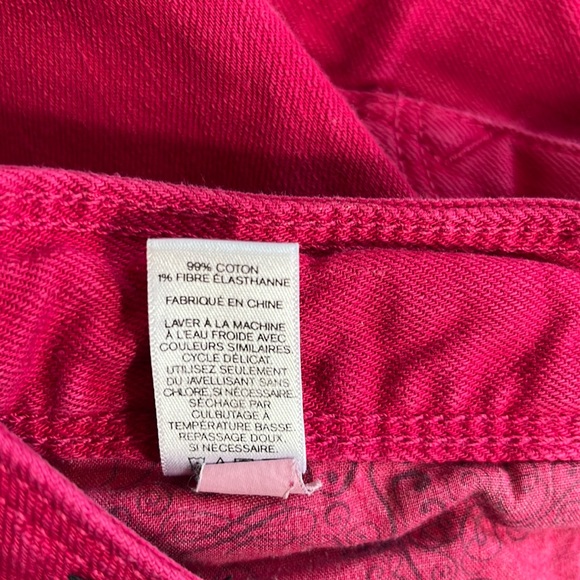 99% COTON
1% FIBRE ÉLASTHANNE
FABRIQUÉ EN CHINE
LAVER À LA MACHINE
À L'EAU FROIDE AVEC
COULEURS SIMILAIRES.
CYCLE DÉLICAT.
UTILISEZ SEULEMENT
DU JAVELLISANT SANS
CHLORE, SI NÉCESSAIRE.
SÉCHAGE PAR
CULBUTAGE À
TEMPÉRATURE BASSE
REPASSAGE DOUX,
SI NÉCESSAIRE.